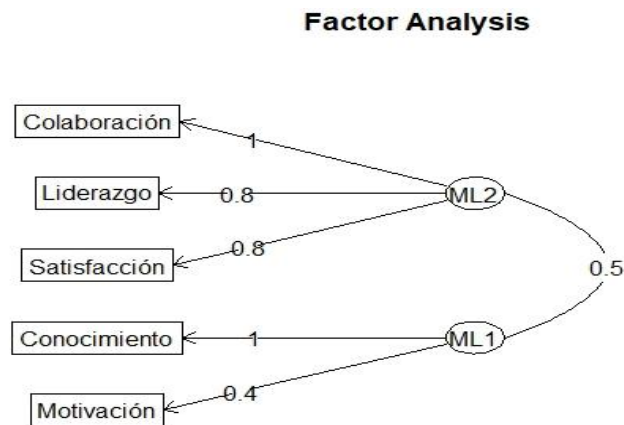 Factor Analysis
Colaboración
1
Liderazgo
0.8
ML2
Satisfacción
0.8
0.5
Conocimiento
1
ML1
Motivación
0.4